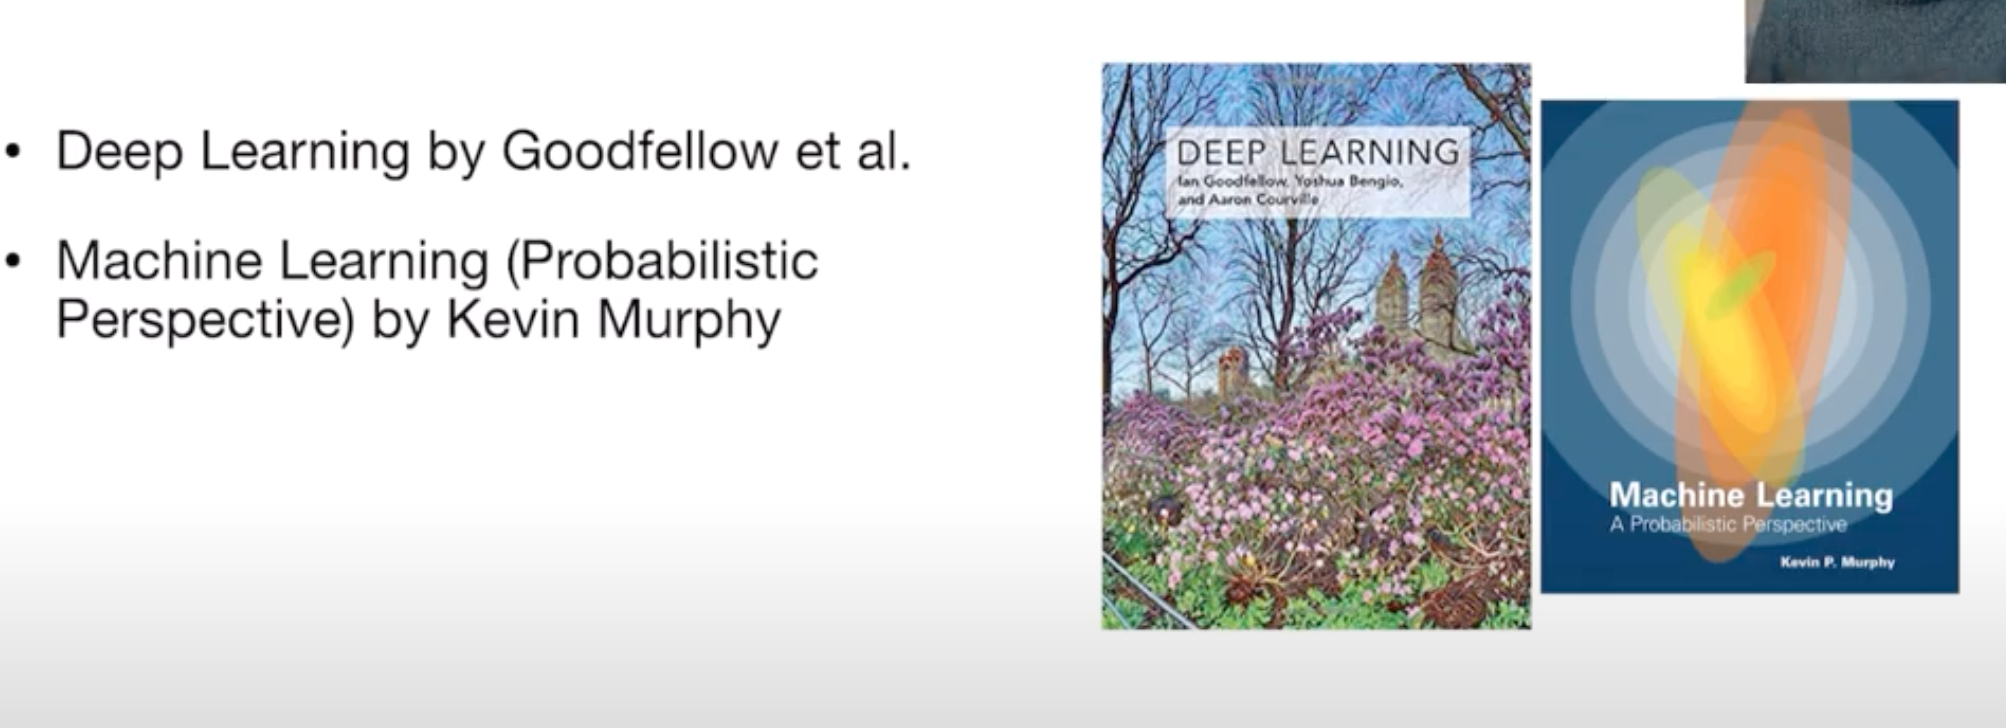 • Deep Learning by Goodfellow et al.
• Machine Learning (Probabilistic
Perspective) by Kevin Murphy
DEEP LEARNING
Ian Goodfellow, Yoshua Bengio,
and Aaron Courville
Machine Learning
A Probabilistic Perspective
Kevin P. Murphy